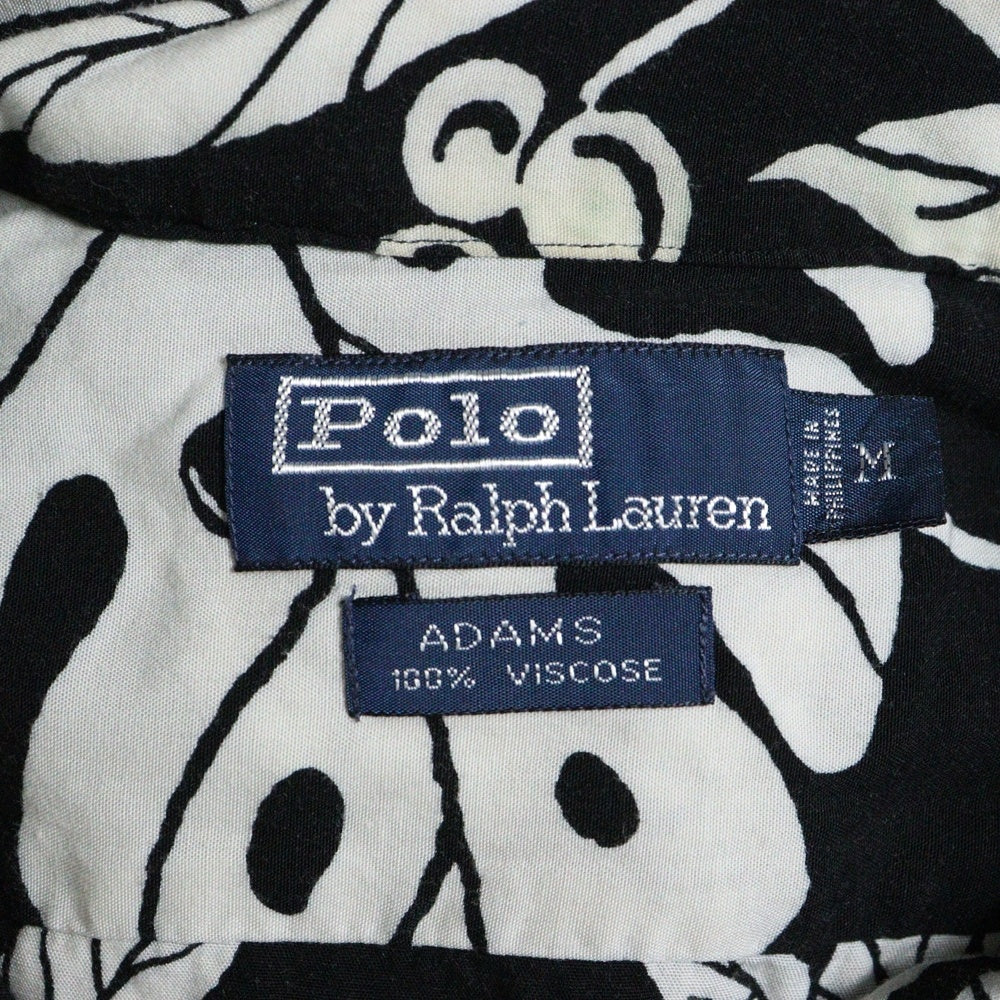 Polo
by Ralph Lauren
MADE IN
PHILIPPINES
M
ADAMS
100% VISCOSE